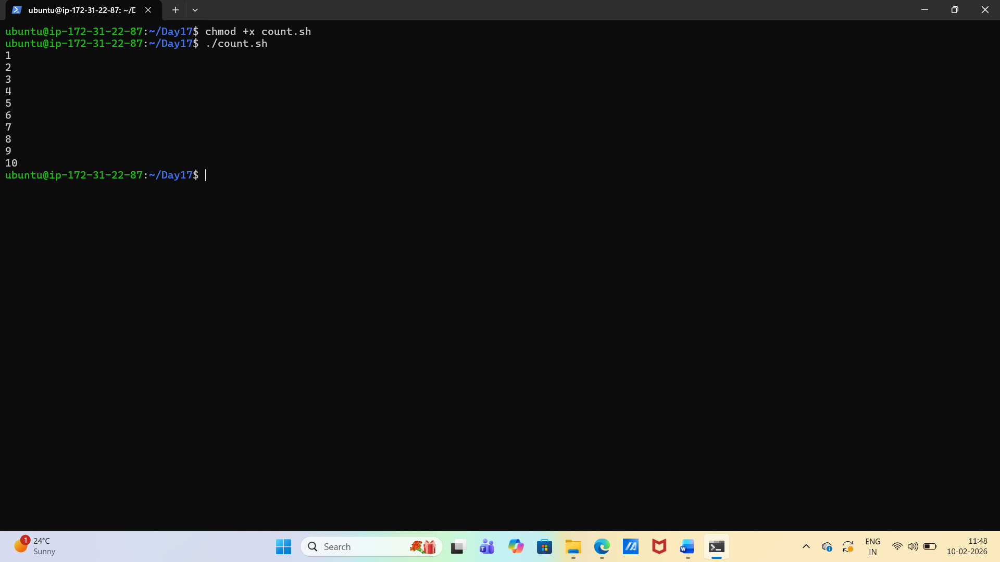 ubuntu@ip-172-31-22-87: ~/D
ubuntu@ip-172-31-22-87:~/Day17$ chmod +x count.sh
ubuntu@ip-172-31-22-87:~/Day17$ ./count.sh
1
2
3
4
5
6
7
8
9
10
ubuntu@ip-172-31-22-87:~/Day17$
1
24°C
Sunny
Search
T
W
ENG
IN
11:48
10-02-2026